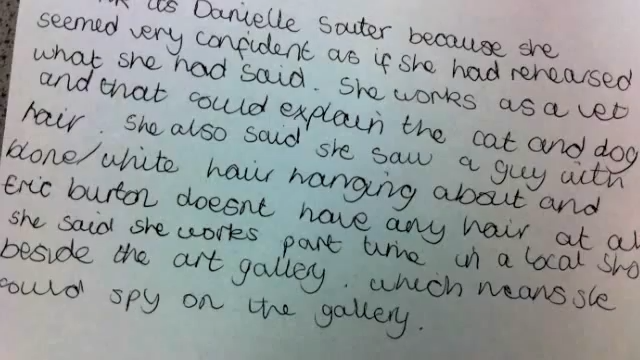 its Danielle Souter because she
seemed very confident as if she had rehearsed
what she had said. She works as a vet
and that could explain the cat and dog
hair. She also said she saw a guy with
blone/white hair hanging about and
Eric burton doesnt have any hair at al
she said she works part time in a local sho
beside the art gallery. which means she
could spy on the gallery.